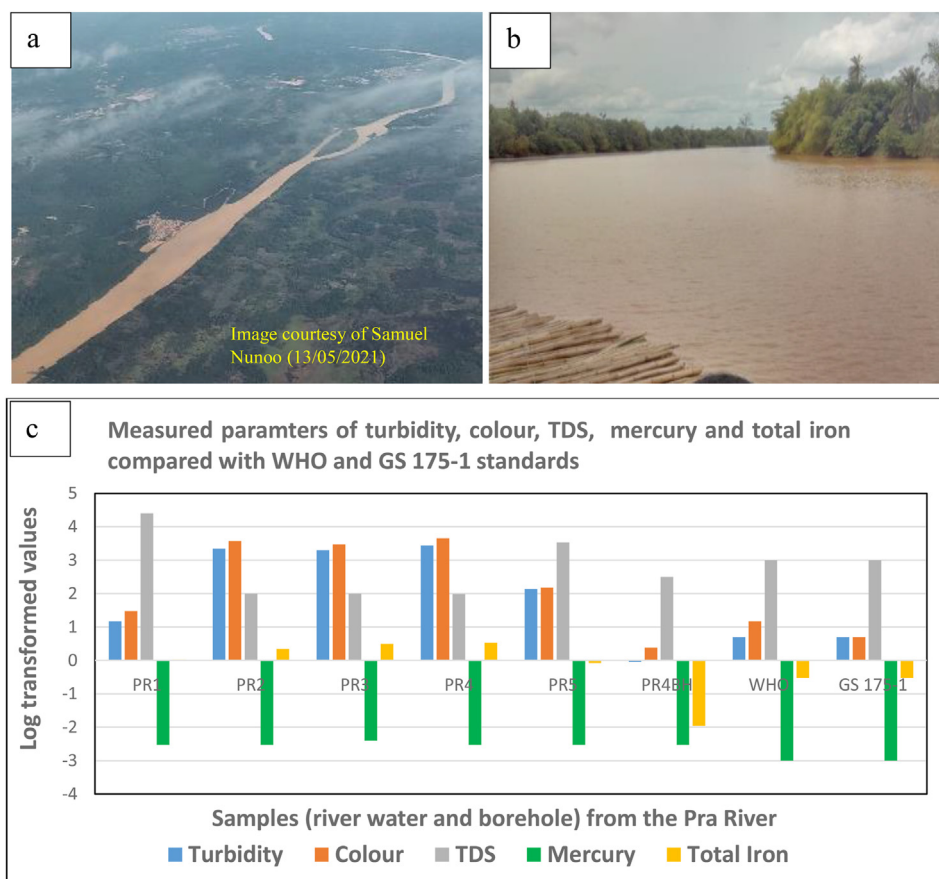 a
b
Image courtesy of Samuel
Nunoo (13/05/2021)
c
Measured paramters of turbidity, colour, TDS, mercury and total iron
compared with WHO and GS 175-1 standards
Log transformed values
5
4
3
2
1
0
-1
-2
-3
-4
PR1 PR2 PR3 PR4 PR5 PR4BH WHO GS 175-1
Samples (river water and borehole) from the Pra River
Turbidity Colour TDS Mercury Total Iron